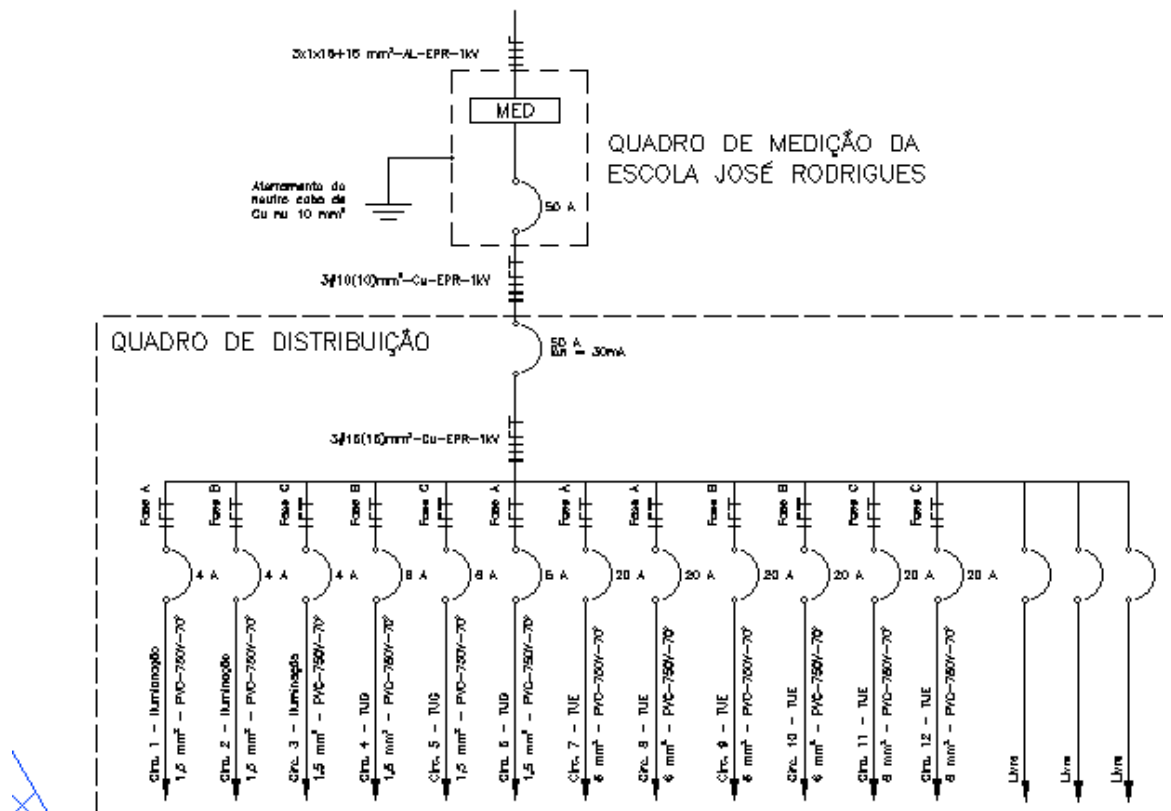 3x1x16+16 mm²-AL-EPR-1kV
MED
QUADRO DE MEDIÇÃO DA
ESCOLA JOSÉ RODRIGUES
Aterramento do
neutro cabo de
Cu nu 10 mm²
50 A
3#10(10)mm²-Cu-EPR-1kV
QUADRO DE DISTRIBUIÇÃO
50 A
= 30mA
3#16(16)mm²-Cu-EPR-1kV
Fase A
Fase B
Fase C
Fase B
Fase C
Fase A
Fase A
Fase A
Fase B
Fase B
Fase C
Fase C
4 A
4 A
4 A
6 A
6 A
20 A
20 A
20 A
20 A
20 A
20 A
Circ. 1 - Iluminação
1,5 mm² - PVC-750V-70°
Circ. 2 - Iluminação
1,5 mm² - PVC-750V-70°
Circ. 3 - Iluminação
1,5 mm² - PVC-750V-70°
Circ. 4 - TUG
1,5 mm² - PVC-750V-70°
Circ. 5 - TUG
1,5 mm² - PVC-750V-70°
Circ. 6 - TUG
1,5 mm² - PVC-750V-70°
Circ. 7 - TUE
6 mm² - PVC-750V-70°
Circ. 8 - TUE
6 mm² - PVC-750V-70°
Circ. 9 - TUE
6 mm² - PVC-750V-70°
Circ. 10 - TUE
6 mm² - PVC-750V-70°
Circ. 11 - TUE
6 mm² - PVC-750V-70°
Circ. 12 - TUE
6 mm² - PVC-750V-70°
Livre
Livre
Livre